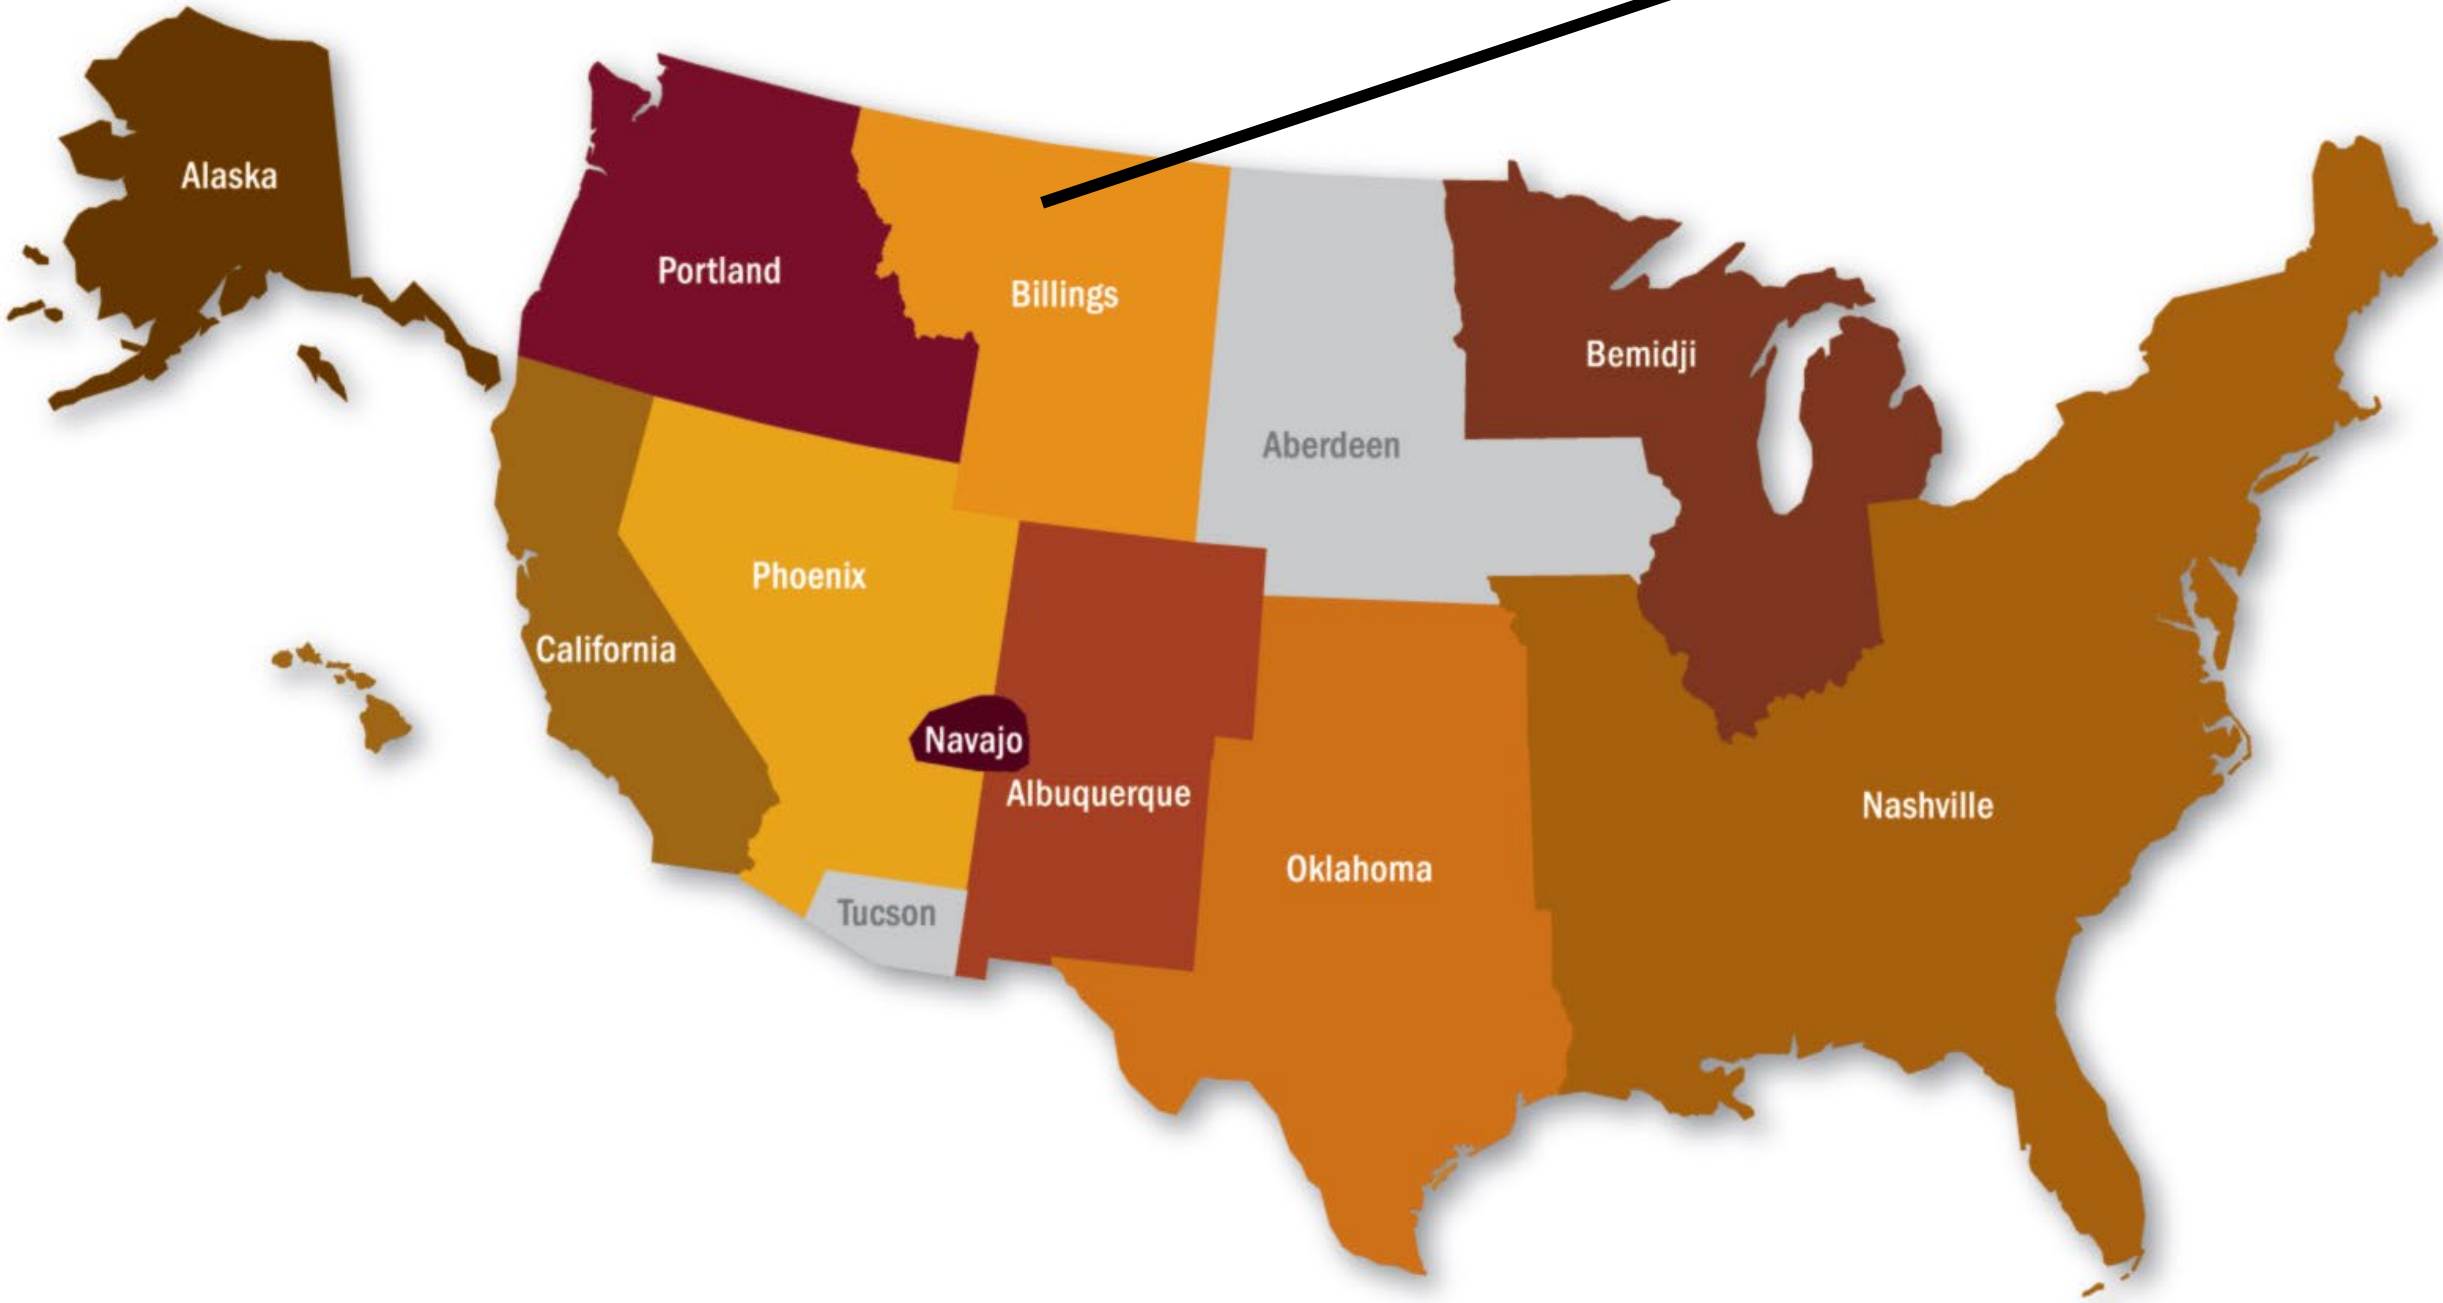 Alaska
Portland
Billings
Bemidji
Aberdeen
Phoenix
California
Navajo
Albuquerque
Nashville
Oklahoma
Tucson